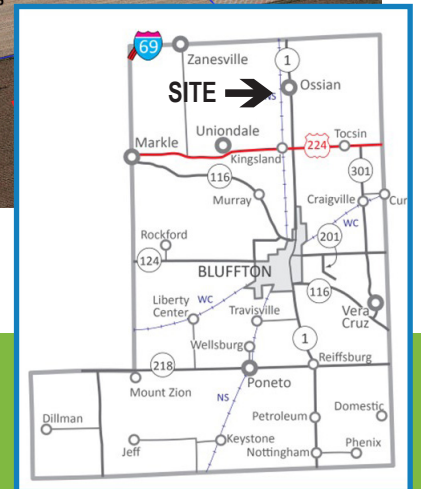 69
Zanesville
1
SITE
NS
Ossian
Markle
Uniondale
Kingsland
224
Tocsin
116
301
Murray
Craigville
Cur
WC
Rockford
201
124
BLUFFTON
116
Liberty
Center
WC
Travisville
Vera
Cruz
1
Wellsburg
Reiffsburg
218
Mount Zion
Poneto
NS
Dillman
Petroleum
Domestic
Jeff
Keystone
Nottingham
Phenix